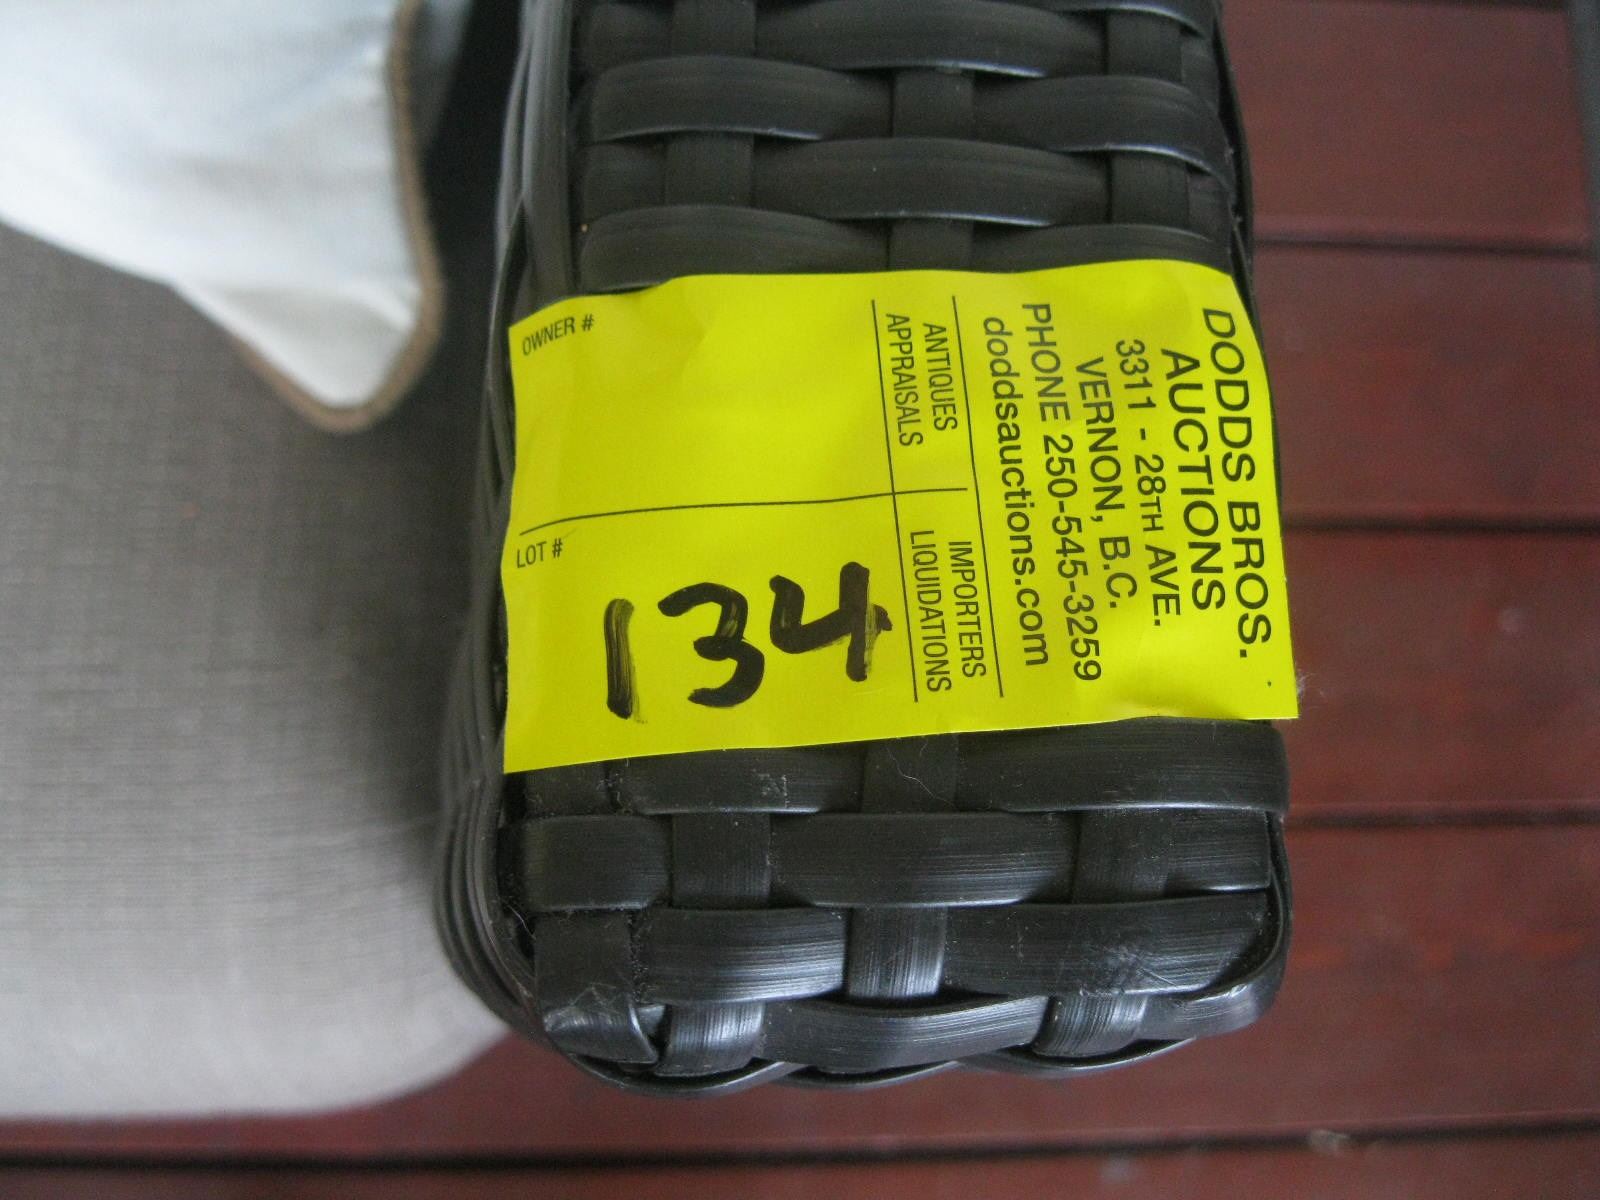 DODDS BROS.
AUCTIONS
3311 - 28TH AVE.
VERNON, B.C.
PHONE 250-545-3259
doddsauctions.com
ANTIQUES IMPORTERS
APPRAISALS LIQUIDATIONS
OWNER #
LOT #
134